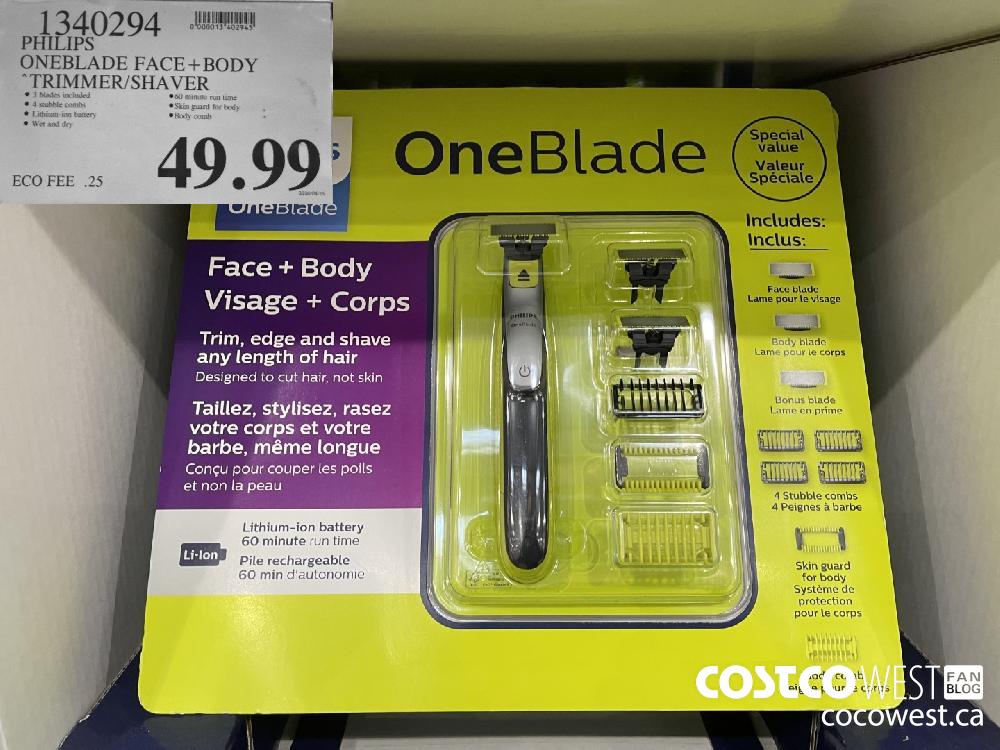 1340294
0"000013"402945"
PHILIPS
ONEBLADE FACE+BODY
^TRIMMER/SHAVER
• 3 blades included
• 4 stubble combs
• Lithium-ion battery
• Wet and dry
• 60 minute run time
• Skin guard for body
• Body comb
49.99
ECO FEE .25
OneBlade
OneBlade
Special
value
Valeur
Spéciale
Face + Body
Visage + Corps
Trim, edge and shave
any length of hair
Designed to cut hair, not skin
Taillez, stylisez, rasez
votre corps et votre
barbe, même longue
Conçu pour couper les poils
et non la peau
Li-Ion
Lithium-ion battery
60 minute run time
Pile rechargeable
60 min d'autonomie
PHILIPS
OneBlade
Includes:
Inclus:
Face blade
Lame pour le visage
Body blade
Lame pour le corps
Bonus blade
Lame en prime
4 Stubble combs
4 Peignes à barbe
Skin guard
for body
Système de
protection
pour le corps
COSTCO WEST FAN BLOG
cocowest.ca